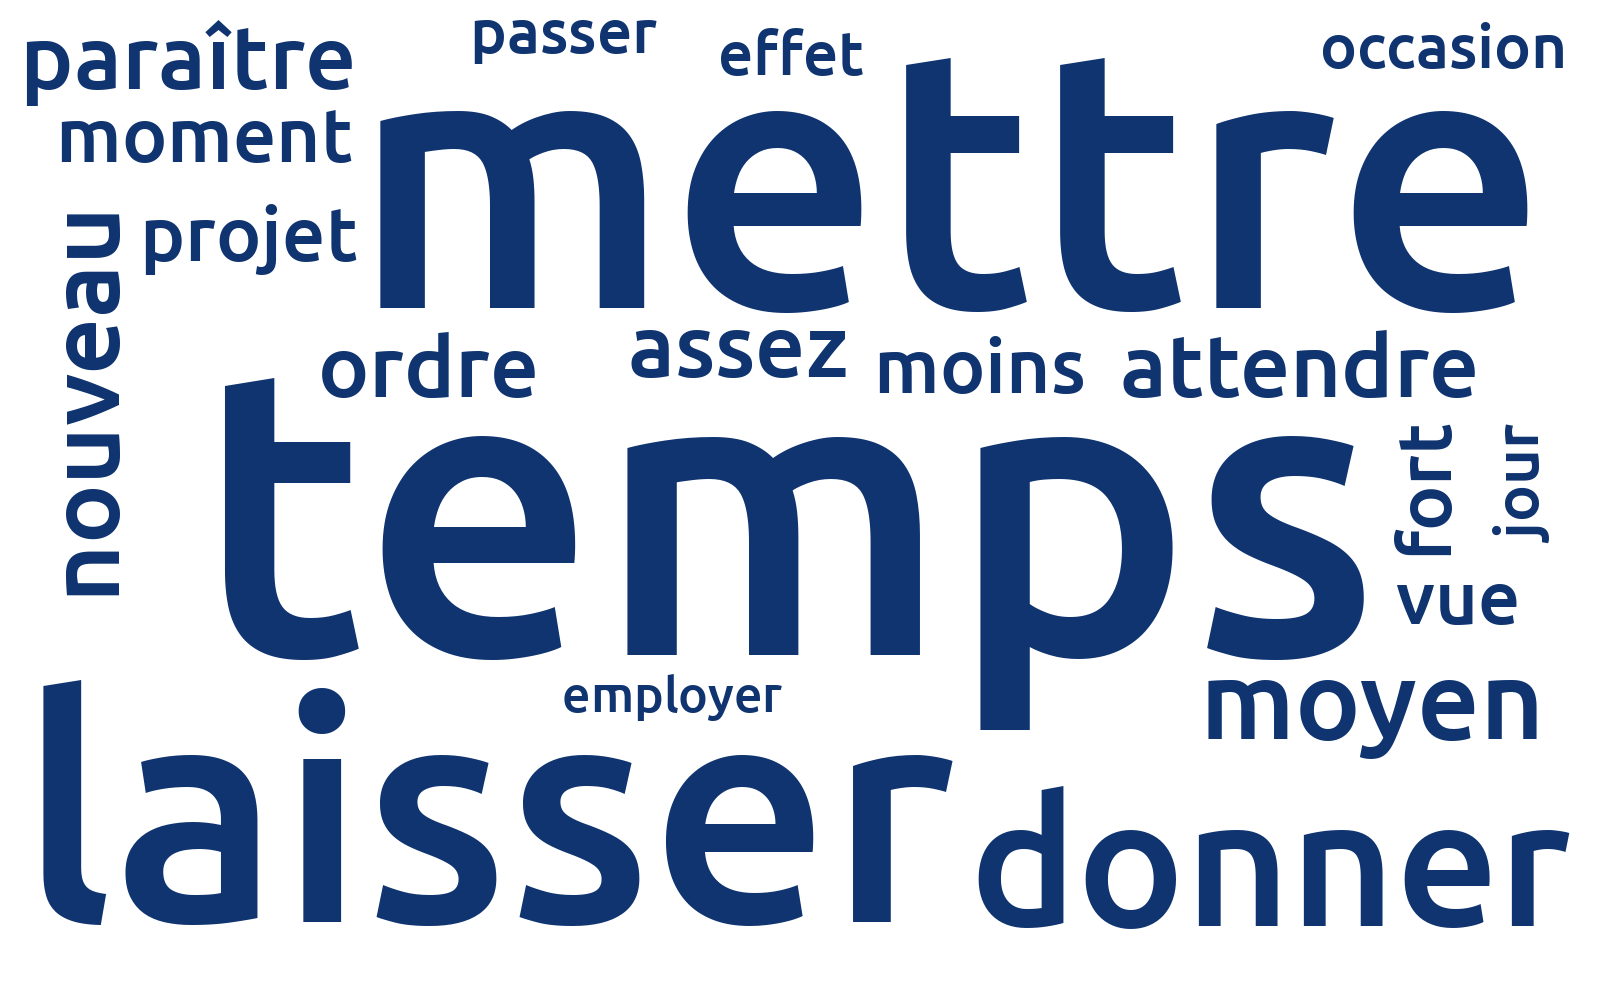 paraître
passer
effet
occasion
moment
mettre
nouveau
projet
ordre
assez
moins
attendre
temps
fort
jour
vue
employer
moyen
laisser
donner